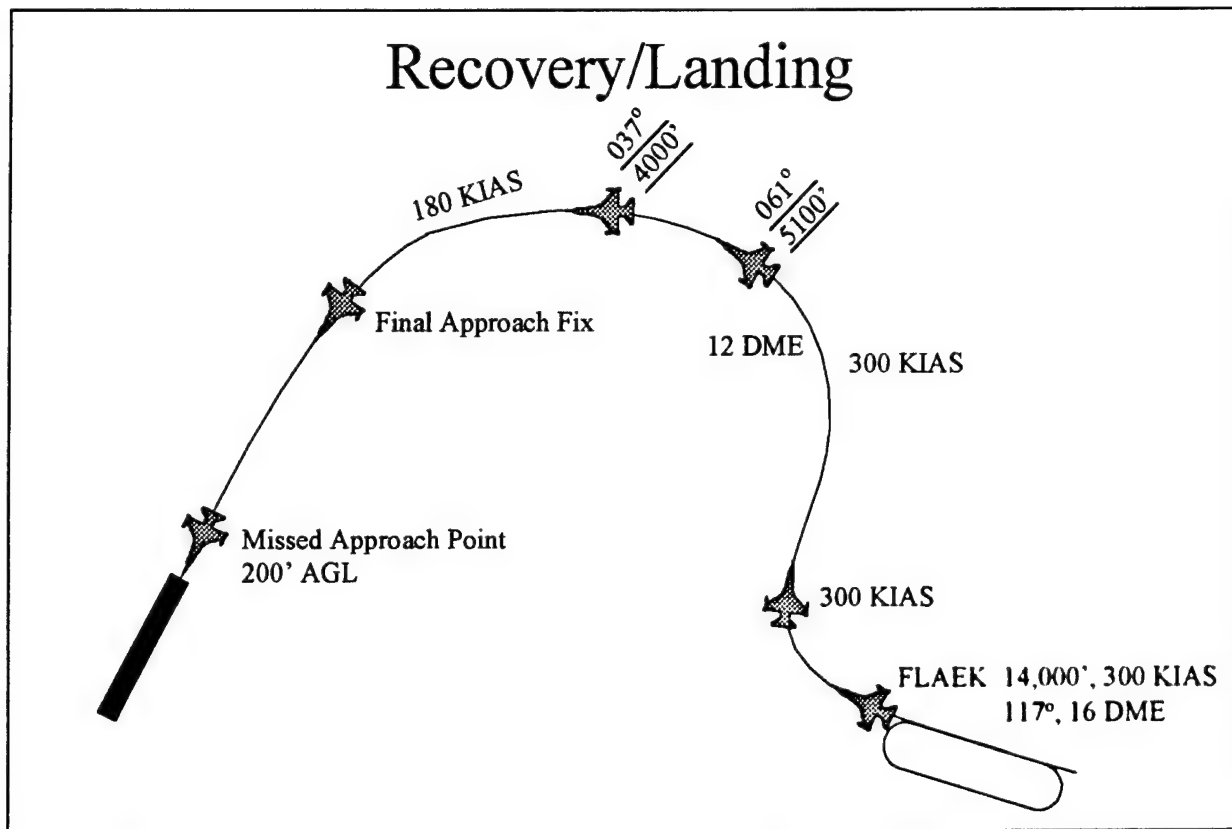 Recovery/Landing
037°
4000'
061°
5100'
180 KIAS
Final Approach Fix
12 DME
300 KIAS
Missed Approach Point
200' AGL
300 KIAS
FLAEK 14,000', 300 KIAS
117°, 16 DME